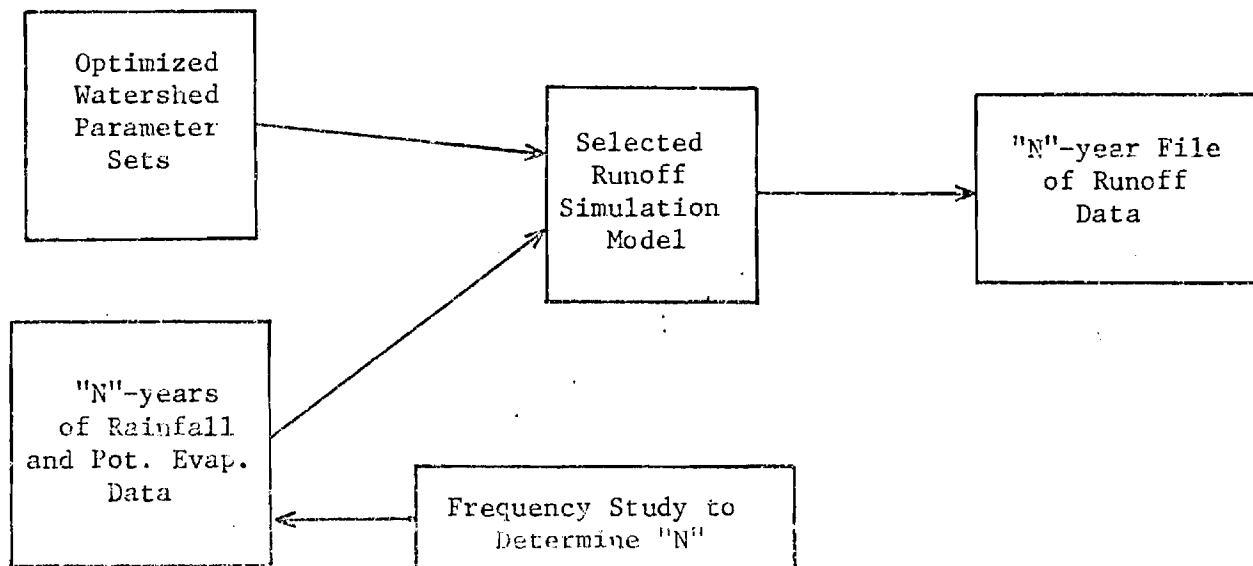 Optimized
Watershed
Parameter
Sets
Selected
Runoff
Simulation
Model
"N"-year File
of Runoff
Data
"N"-years
of Rainfall
and Pot. Evap.
Data
Frequency Study to
Determine "N"